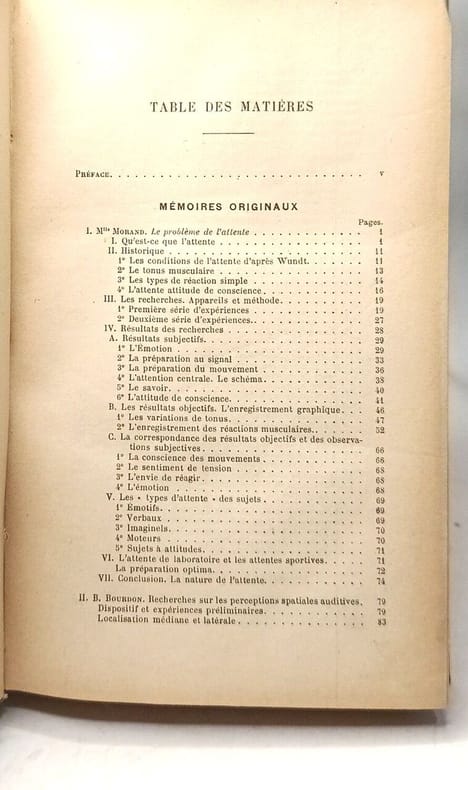 TABLE DES MATIÈRES
PRÉFACE. v
MÉMOIRES ORIGINAUX
Pages.
I. Mlle MORAND. Le problème de l'attente 1
I. Qu'est-ce que l'attente 1
II. Historique 11
1° Les conditions de l'attente d'après Wundt. 11
2° Le tonus musculaire 13
3° Les types de réaction simple 14
4° L'attente attitude de conscience. 16
III. Les recherches. Appareils et méthode. 19
1° Première série d'expériences 19
2° Deuxième série d'expériences. 27
IV. Résultats des recherches 28
A. Résultats subjectifs. 29
1° L'Émotion 29
2° La préparation au signal 33
3° La préparation du mouvement 36
4° L'attention centrale. Le schéma. 38
5° Le savoir. 40
6° L'attitude de conscience. 41
B. Les résultats objectifs. L'enregistrement graphique. 46
1° Les variations de tonus. 47
2° L'enregistrement des réactions musculaires. 52
C. La correspondance des résultats objectifs et des observa-
tions subjectives. 66
1° La conscience des mouvements 66
2° Le sentiment de tension 68
3° L'envie de réagir. 68
4° L'émotion 68
V. Les « types d'attente » des sujets. 69
1° Émotifs. 69
2° Verbaux 69
3° Imaginels. 70
4° Moteurs 70
5° Sujets à attitudes. 71
VI. L'attente de laboratoire et les attentes sportives. 71
La préparation optima. 72
VII. Conclusion. La nature de l'attente. 74
II. B. BOURDON. Recherches sur les perceptions spatiales auditives. 79
Dispositif et expériences préliminaires. 79
Localisation médiane et latérale. 83